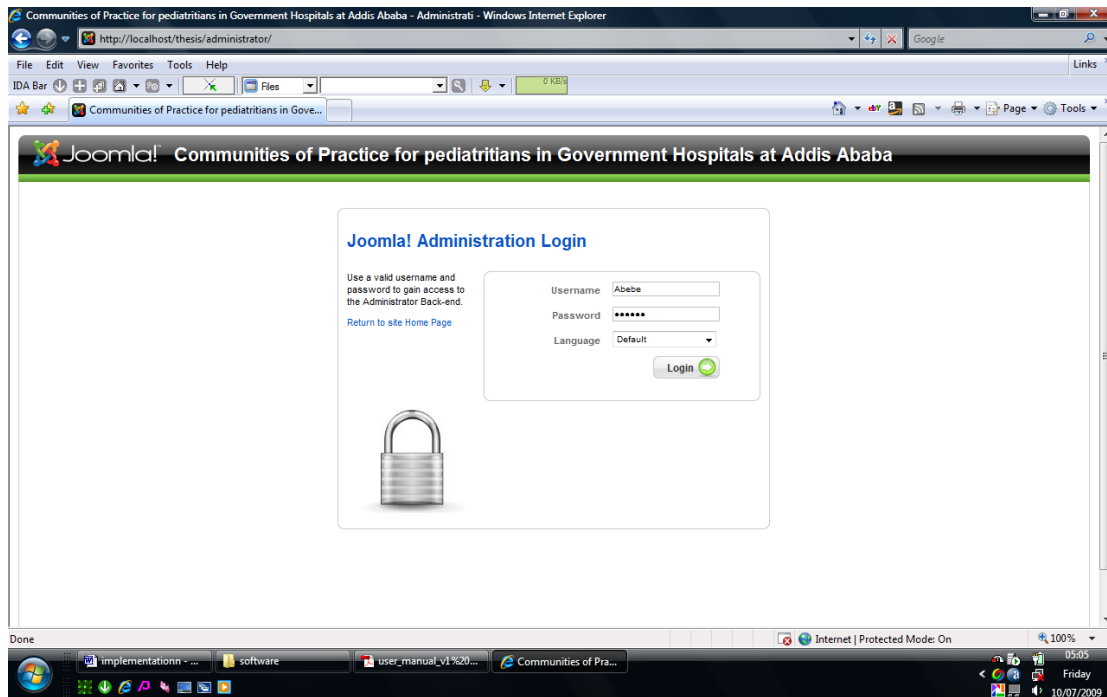 Communities of Practice for pediatritians in Government Hospitals at Addis Ababa - Administrati - Windows Internet Explorer
http://localhost/thesis/administrator/
Google
File Edit View Favorites Tools Help
Links
IDA Bar
Files
0 KB/s
Communities of Practice for pediatritians in Gove...
Page
Tools
Joomla! Communities of Practice for pediatritians in Government Hospitals at Addis Ababa
Joomla! Administration Login
Use a valid username and
password to gain access to
the Administrator Back-end.
Return to site Home Page
Username Abebe
Password ••••••
Language Default
Login
Done
Internet | Protected Mode: On
100%
implementationn - ...
software
user_manual_v1%20...
Communities of Pra...
05:05
Friday
10/07/2009